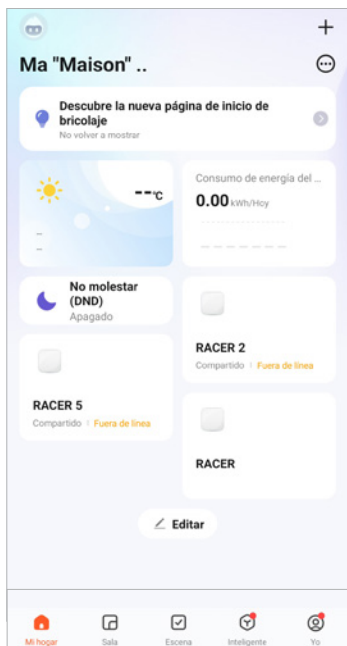 Ma "Maison" ..
Descubre la nueva página de inicio de
bricolaje
No volver a mostrar
--°C
--
--
Consumo de energía del ...
0.00 kWh/Hoy
No molestar
(DND)
Apagado
RACER 2
Compartido | Fuera de línea
RACER 5
Compartido | Fuera de línea
RACER
Editar
Mi hogar
Sala
Escena
Inteligente
Yo